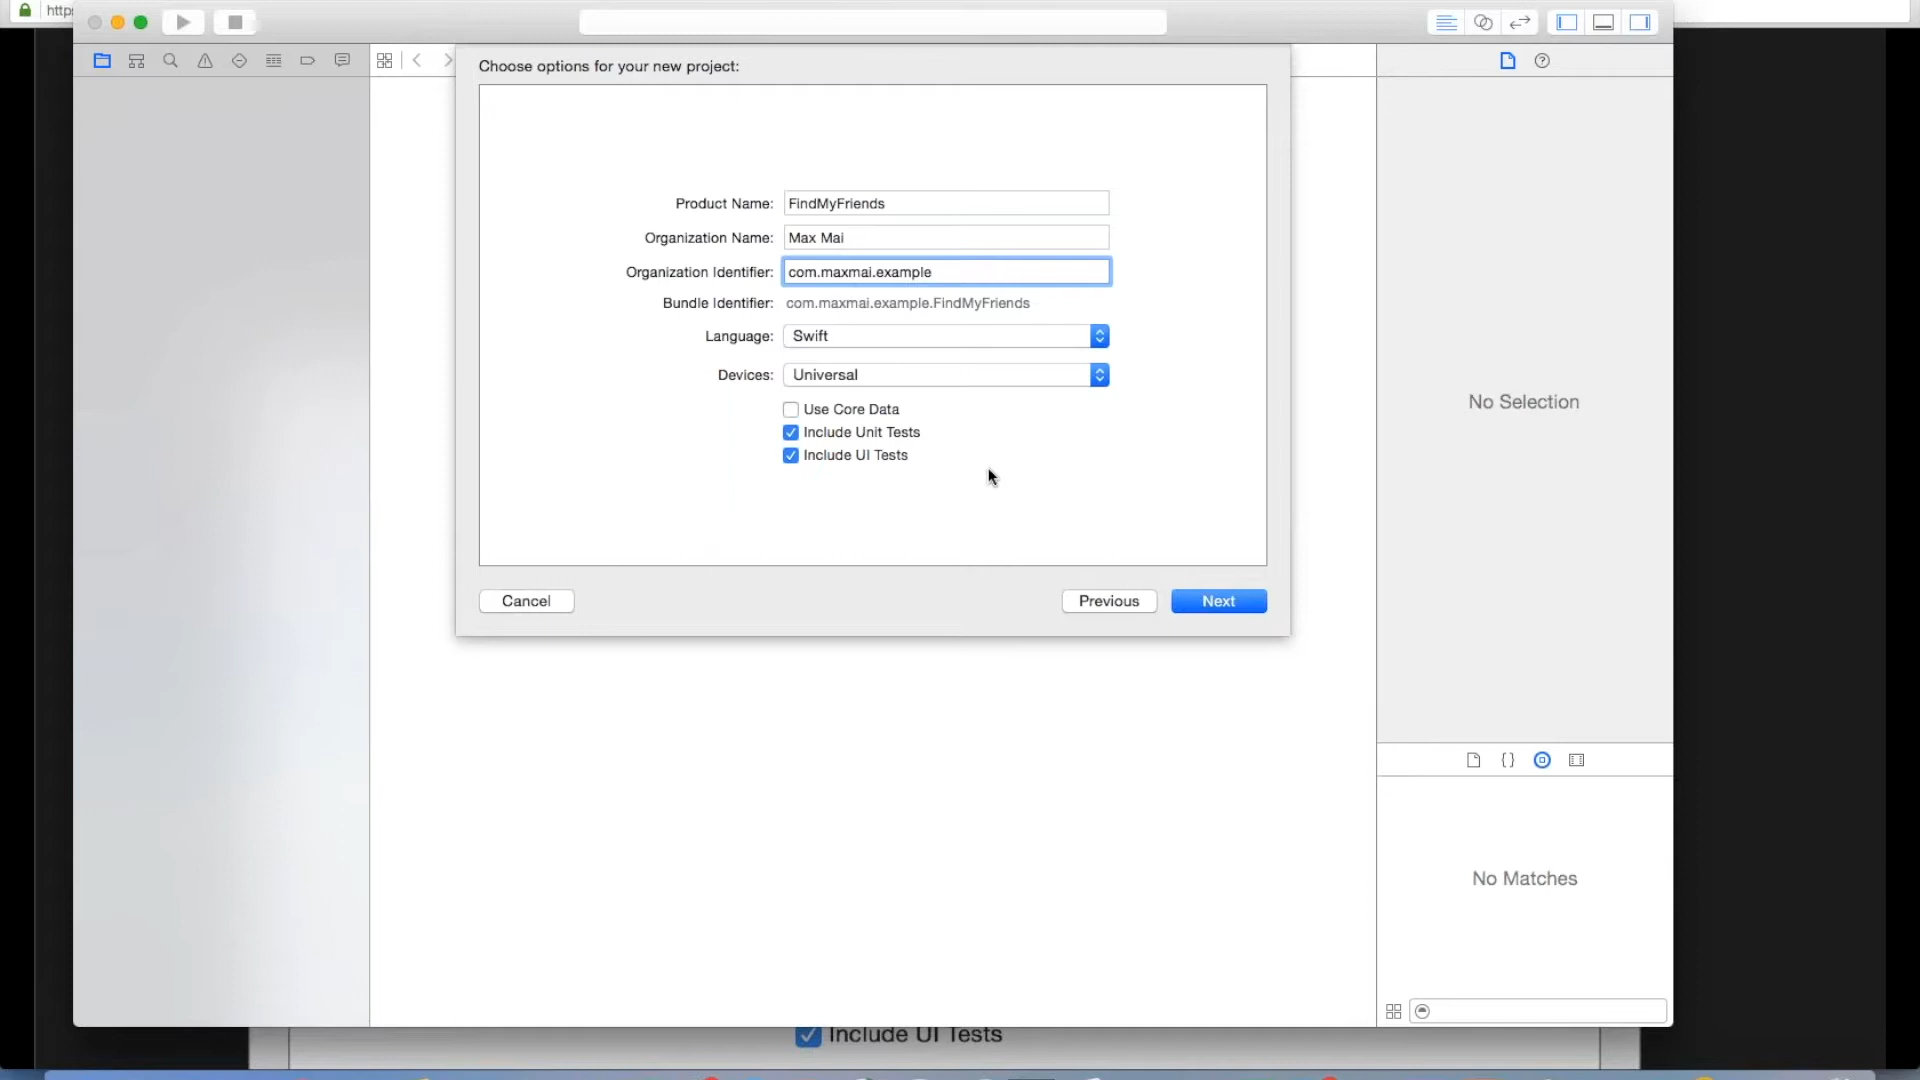 http
Choose options for your new project:
Product Name: FindMyFriends
Organization Name: Max Mai
Organization Identifier: com.maxmai.example
Bundle Identifier: com.maxmai.example.FindMyFriends
Language: Swift
Devices: Universal
Use Core Data
Include Unit Tests
Include UI Tests
Cancel
Previous
Next
No Selection
{}
No Matches
Include UI Tests